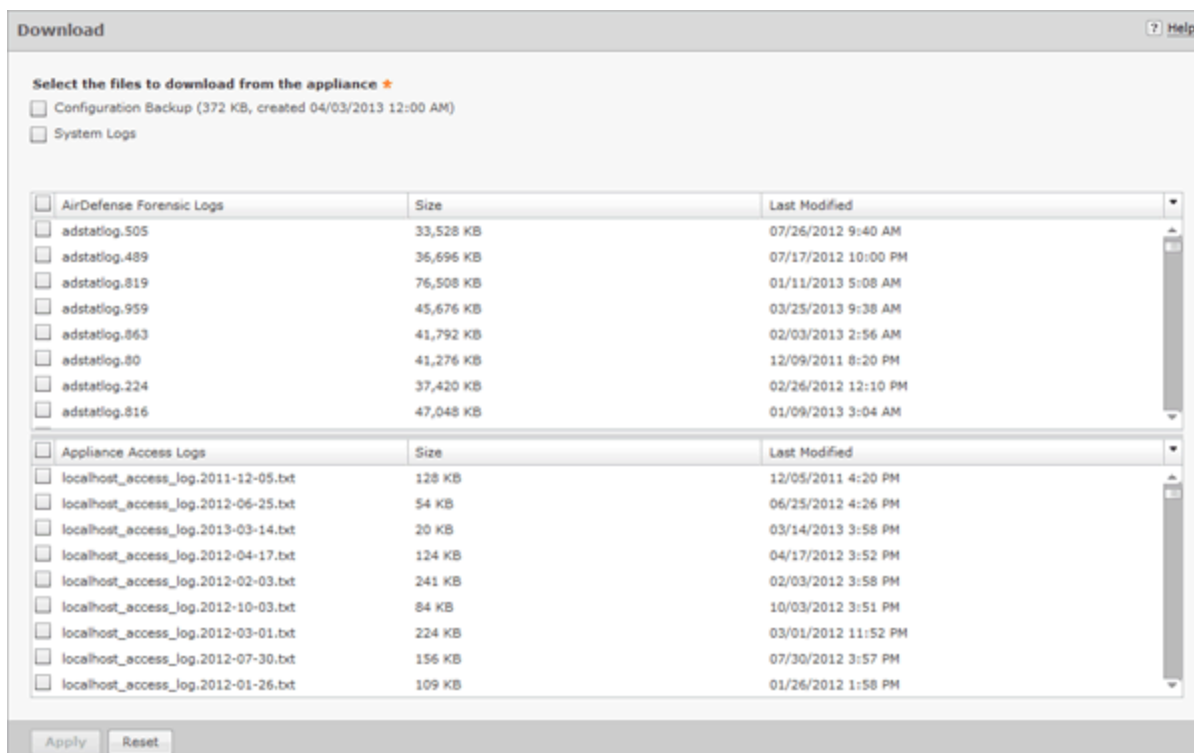 Download
? Help
Select the files to download from the appliance *
Configuration Backup (372 KB, created 04/03/2013 12:00 AM)
System Logs
AirDefense Forensic Logs Size Last Modified
adstatlog.505 33,528 KB 07/26/2012 9:40 AM
adstatlog.489 36,696 KB 07/17/2012 10:00 PM
adstatlog.819 76,508 KB 01/11/2013 5:08 AM
adstatlog.959 45,676 KB 03/25/2013 9:38 AM
adstatlog.863 41,792 KB 02/03/2013 2:56 AM
adstatlog.80 41,276 KB 12/09/2011 8:20 PM
adstatlog.224 37,420 KB 02/26/2012 12:10 PM
adstatlog.816 47,048 KB 01/09/2013 3:04 AM
Appliance Access Logs Size Last Modified
localhost_access_log.2011-12-05.txt 128 KB 12/05/2011 4:20 PM
localhost_access_log.2012-06-25.txt 54 KB 06/25/2012 4:26 PM
localhost_access_log.2013-03-14.txt 20 KB 03/14/2013 3:58 PM
localhost_access_log.2012-04-17.txt 124 KB 04/17/2012 3:52 PM
localhost_access_log.2012-02-03.txt 241 KB 02/03/2012 3:58 PM
localhost_access_log.2012-10-03.txt 84 KB 10/03/2012 3:51 PM
localhost_access_log.2012-03-01.txt 224 KB 03/01/2012 11:52 PM
localhost_access_log.2012-07-30.txt 156 KB 07/30/2012 3:57 PM
localhost_access_log.2012-01-26.txt 109 KB 01/26/2012 1:58 PM
Apply Reset